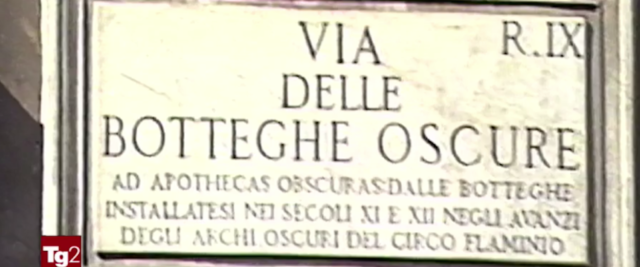 VIA R.IX
DELLE
BOTTEGHE OSCURE
AD APOTHECAS OBSCURAS: DALLE BOTTEGHE
INSTALLATESI NEI SECOLI XI E XII NEGLI AVANZI
DEGLI ARCHI OSCURI DEL CIRCO FLAMINIO
Tg2